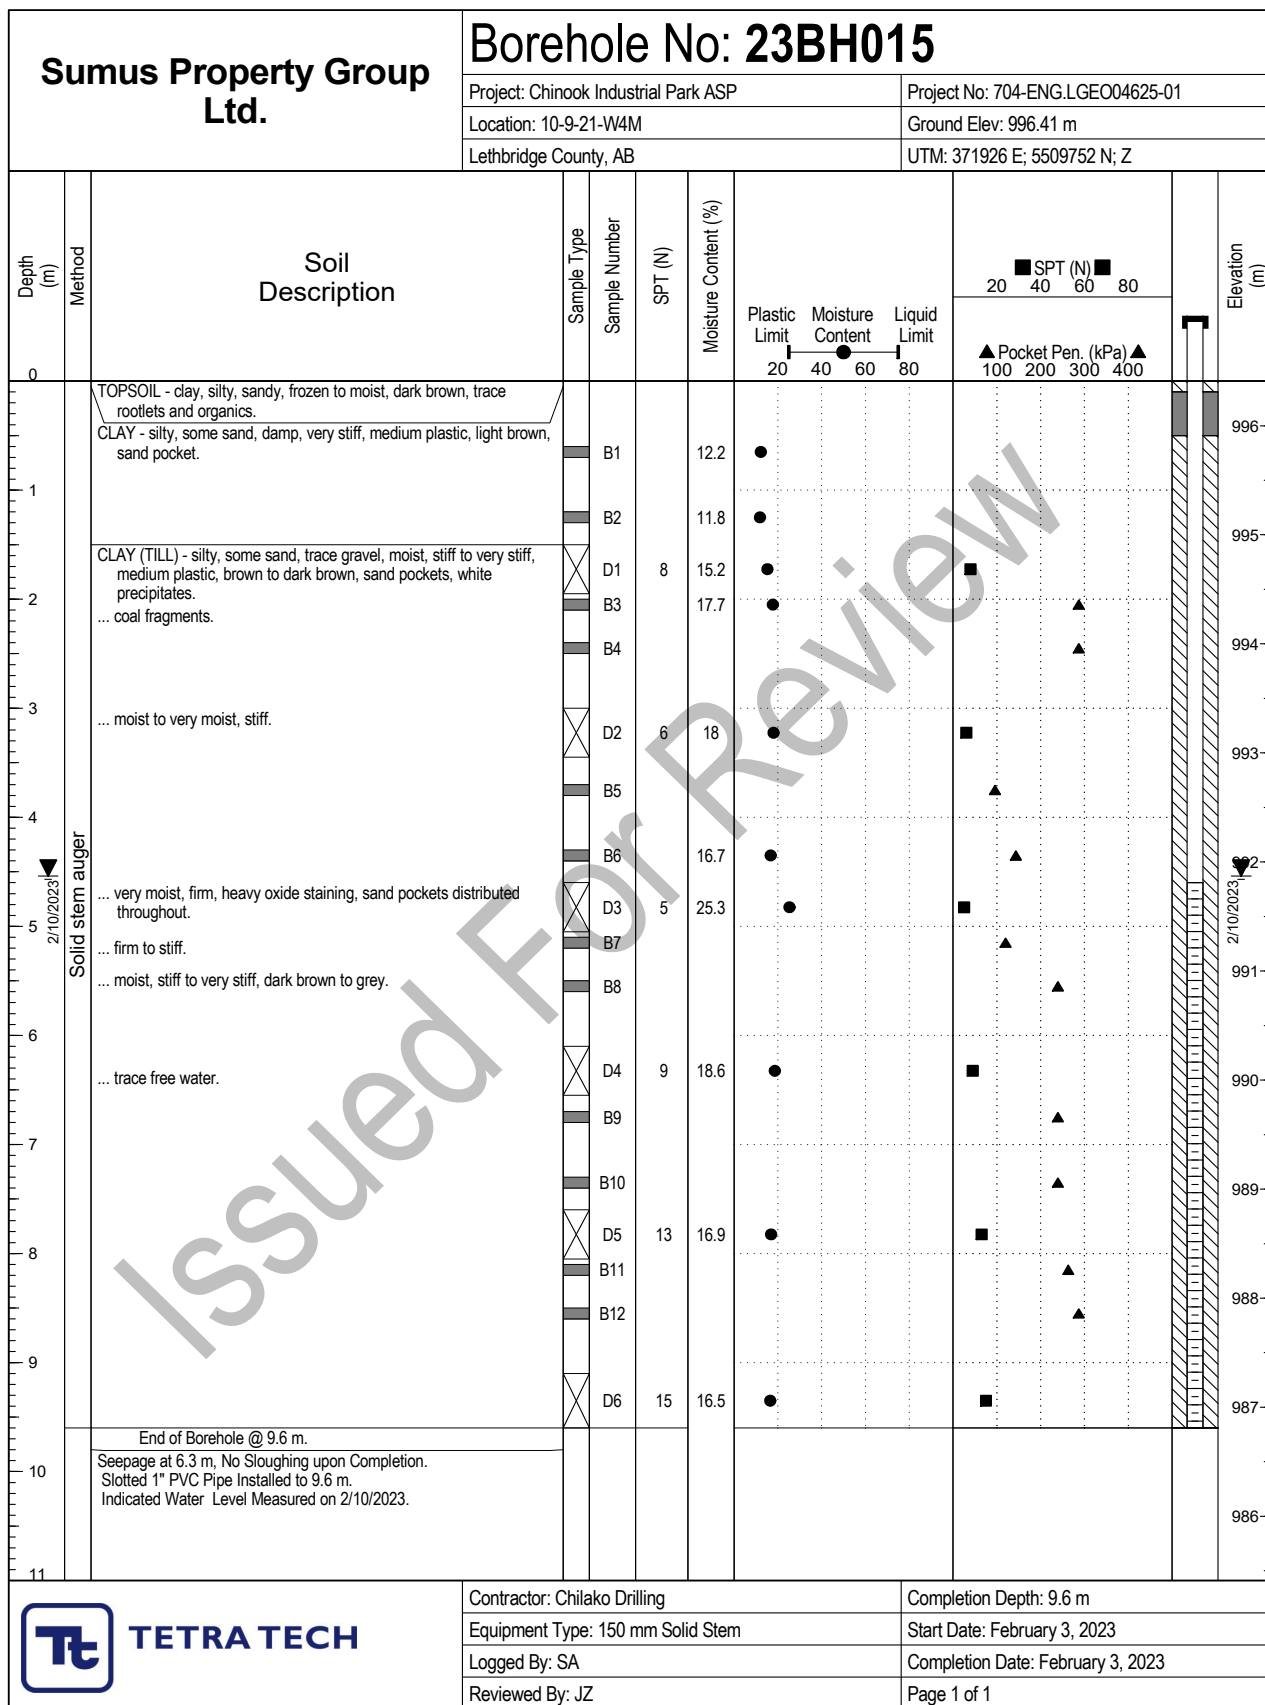 Sumus Property Group
Ltd.
Borehole No: 23BH015
Project: Chinook Industrial Park ASP
Project No: 704-ENG.LGEO04625-01
Location: 10-9-21-W4M
Ground Elev: 996.41 m
Lethbridge County, AB
UTM: 371926 E; 5509752 N; Z
Depth
(m)
Method
Soil
Description
Sample Type
Sample Number
SPT (N)
Moisture Content (%)
Plastic
Limit
Moisture
Content
Liquid
Limit
20 40 60 80
SPT (N)
20 40 60 80
Pocket Pen. (kPa)
100 200 300 400
Elevation
(m)
0
TOPSOIL - clay, silty, sandy, frozen to moist, dark brown, trace
rootlets and organics.
CLAY - silty, some sand, damp, very stiff, medium plastic, light brown,
sand pocket.
996
B1 12.2
1
B2 11.8
995
CLAY (TILL) - silty, some sand, trace gravel, moist, stiff to very stiff,
medium plastic, brown to dark brown, sand pockets, white
precipitates.
D1 8 15.2
2
B3 17.7
... coal fragments.
B4
994
3
... moist to very moist, stiff.
D2 6 18
993
B5
4
Solid stem auger
B6 16.7
992
2/10/2023
2/10/2023
... very moist, firm, heavy oxide staining, sand pockets distributed
throughout.
D3 5 25.3
5
B7
... firm to stiff.
991
... moist, stiff to very stiff, dark brown to grey.
B8
6
... trace free water.
D4 9 18.6
990
B9
7
B10
989
D5 13 16.9
8
B11
988
B12
9
D6 15 16.5
987
End of Borehole @ 9.6 m.
Seepage at 6.3 m, No Sloughing upon Completion.
Slotted 1" PVC Pipe Installed to 9.6 m.
Indicated Water Level Measured on 2/10/2023.
10
986
11
Issued For Review
Tt
TETRA TECH
Contractor: Chilako Drilling
Completion Depth: 9.6 m
Equipment Type: 150 mm Solid Stem
Start Date: February 3, 2023
Logged By: SA
Completion Date: February 3, 2023
Reviewed By: JZ
Page 1 of 1